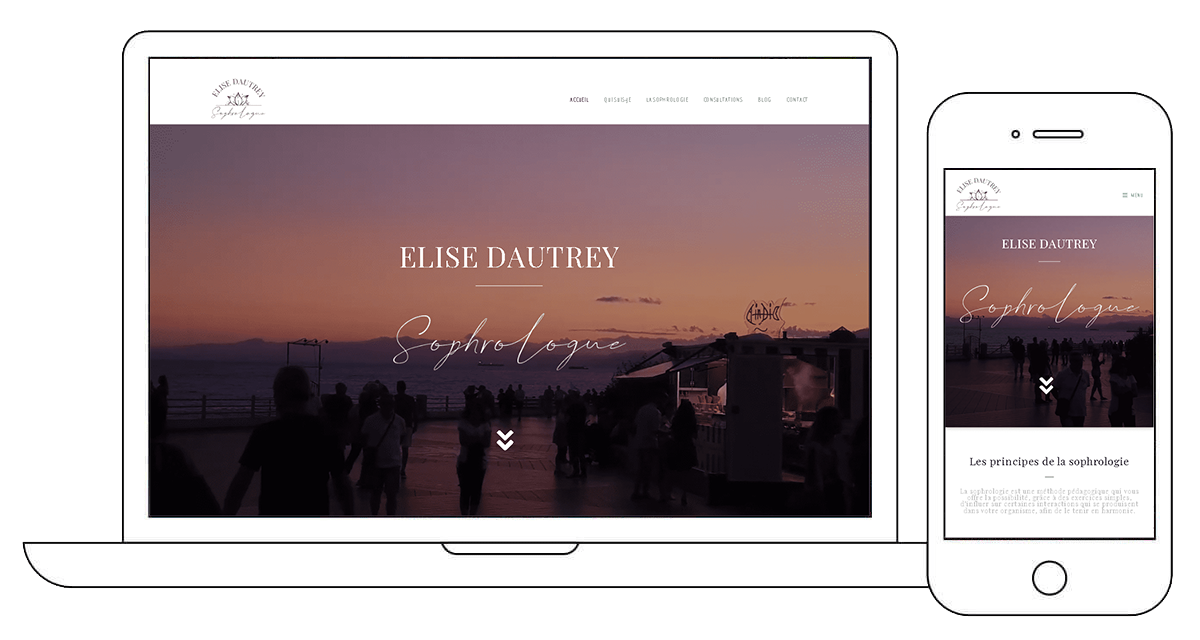 ELISE DAUTREY
Sophrologue
ACCUEIL QUI SUIS-JE LA SOPHROLOGIE CONSULTATIONS BLOG CONTACT
ELISE DAUTREY
Sophrologue
ELISE DAUTREY
Sophrologue
MENU
ELISE DAUTREY
Sophrologue
Les principes de la sophrologie
La sophrologie est une méthode pédagogique qui vous
offre la possibilité, grâce à des exercices simples,
d'influer sur certaines interactions qui se produisent
dans votre organisme, afin de le tenir en harmonie.